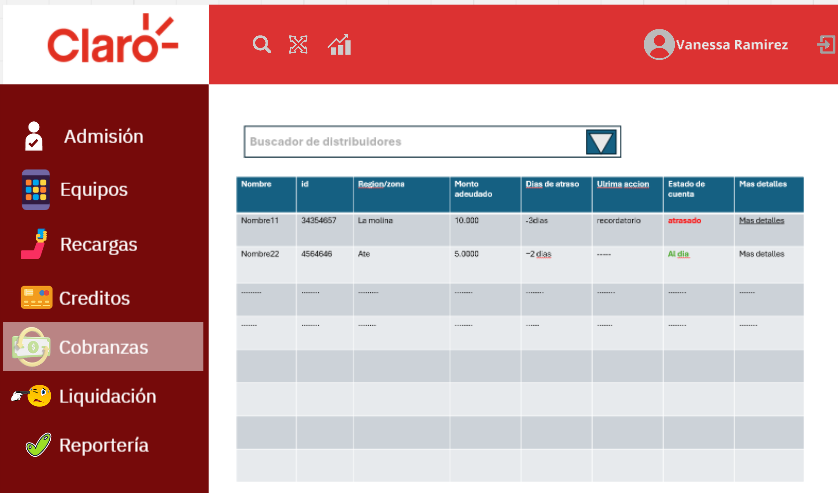 Claro
Vanessa Ramirez
Admisión
Equipos
Recargas
Creditos
Cobranzas
Liquidación
Reportería
Buscador de distribuidores
Nombre id Region/zona Monto adeudado Días de atraso Ulrima accion Estado de cuenta Mas detalles
Nombre11 34354657 La molina 10.000 -3dias recordatorio atrasado Mas detalles
Nombre22 4564646 Ate 5.0000 −2 dias ----- Al dia Mas detalles